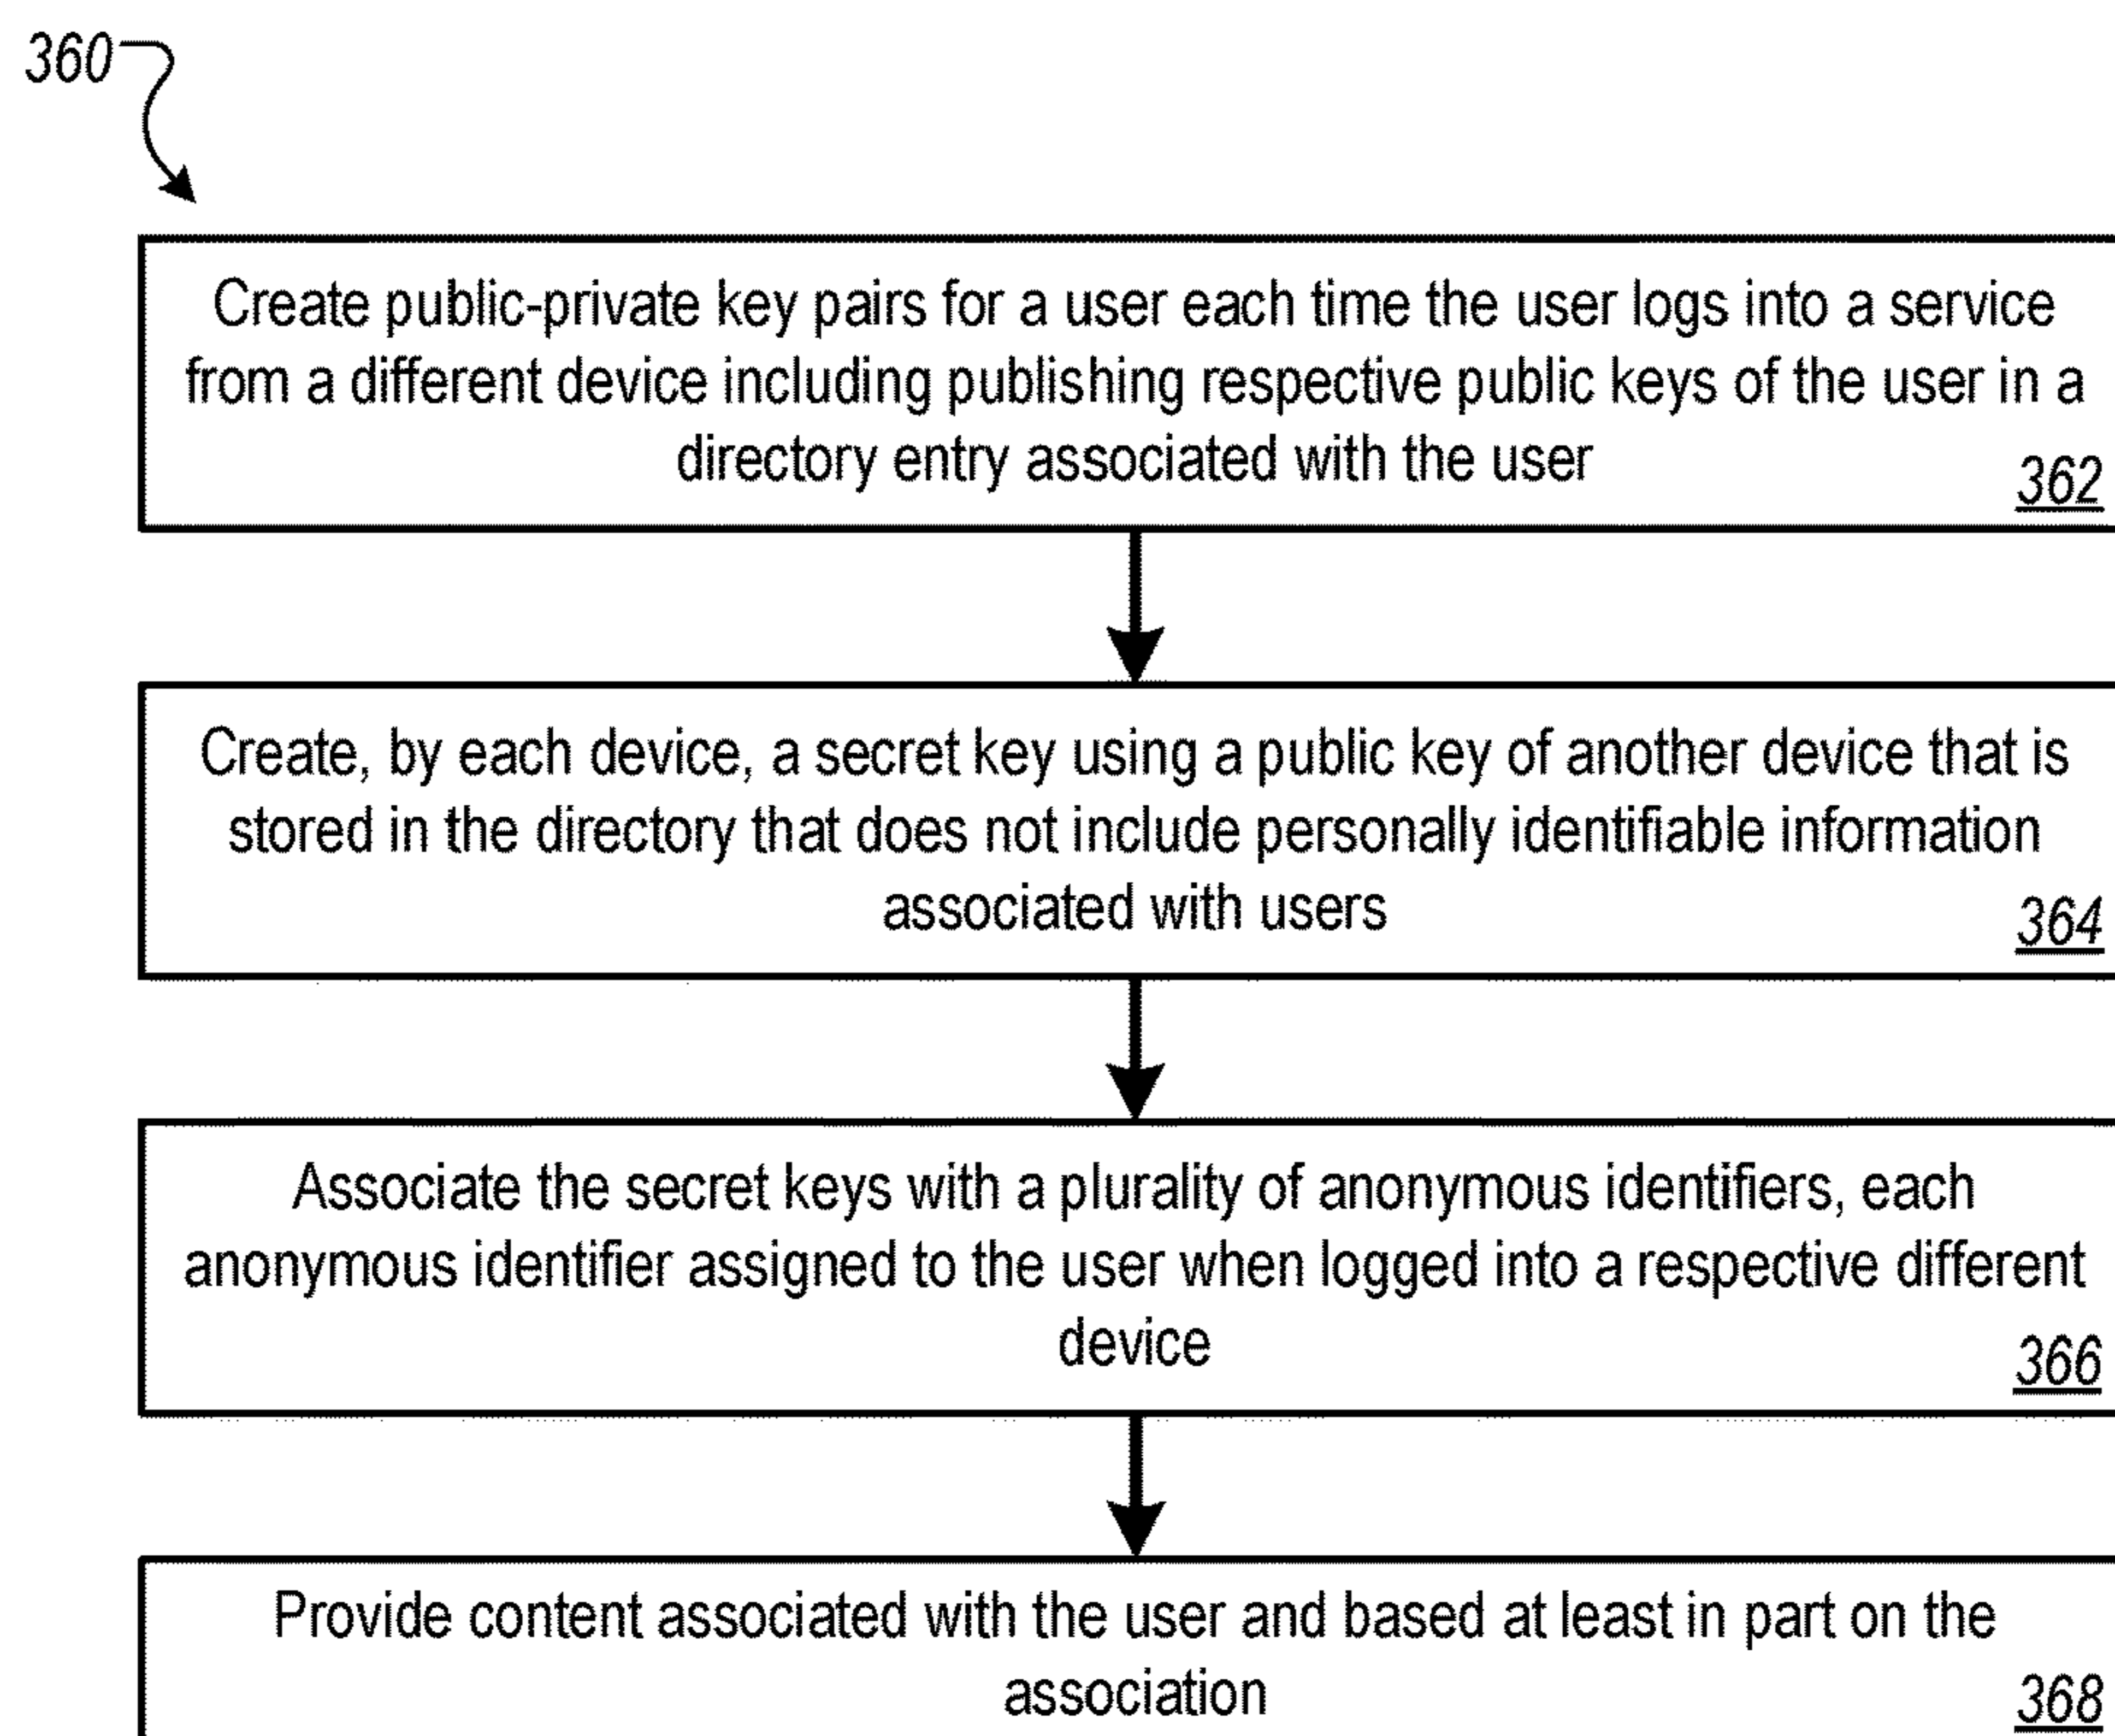 360
Create public-private key pairs for a user each time the user logs into a service
from a different device including publishing respective public keys of the user in a
directory entry associated with the user
362
Create, by each device, a secret key using a public key of another device that is
stored in the directory that does not include personally identifiable information
associated with users
364
Associate the secret keys with a plurality of anonymous identifiers, each
anonymous identifier assigned to the user when logged into a respective different
device
366
Provide content associated with the user and based at least in part on the
association
368